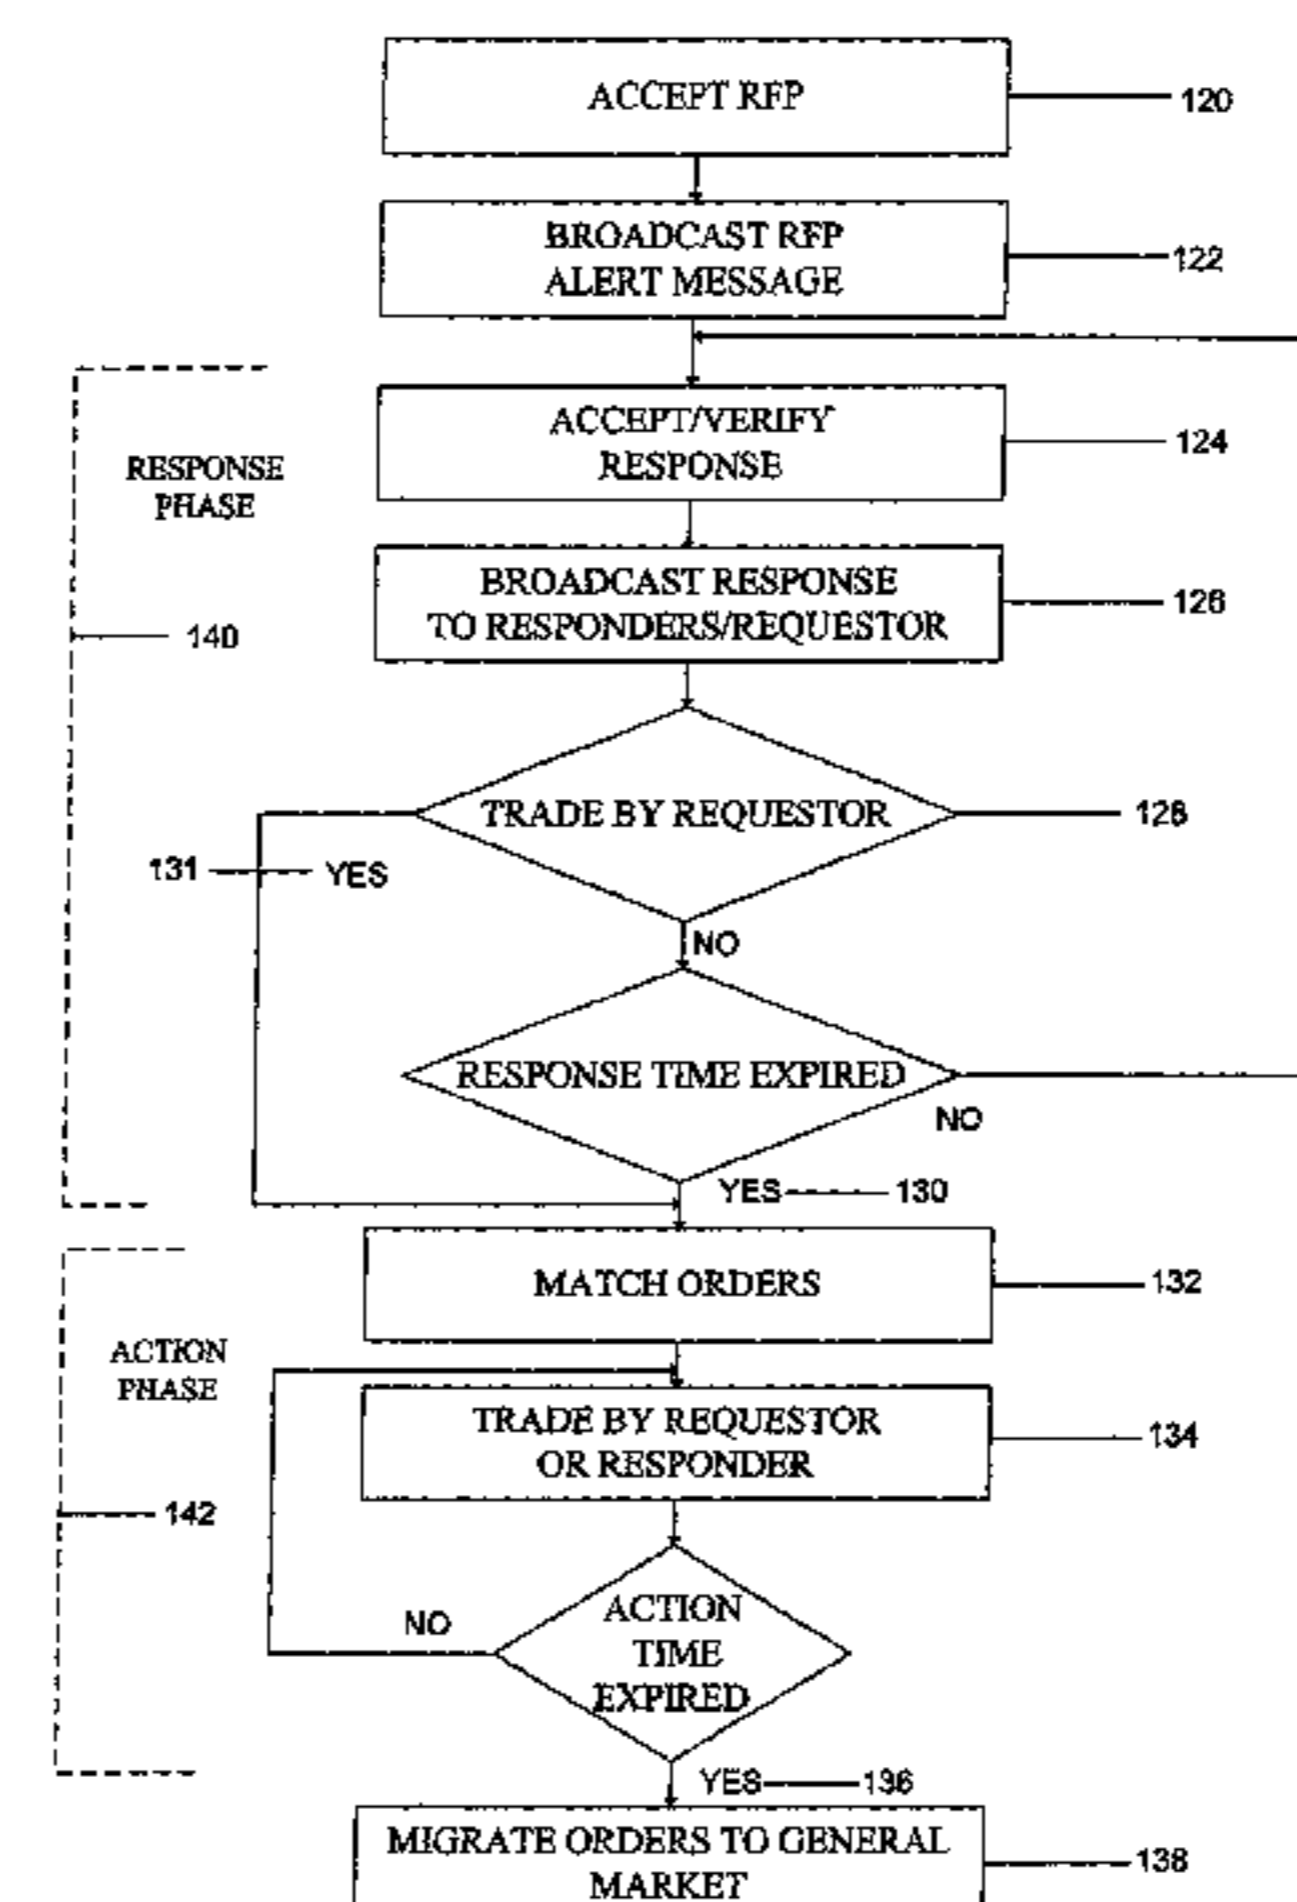 ACCEPT RFP
120
BROADCAST RFP
ALERT MESSAGE
122
ACCEPT/VERIFY
RESPONSE
124
RESPONSE
PHASE
BROADCAST RESPONSE
TO RESPONDERS/REQUESTOR
126
140
TRADE BY REQUESTOR
128
131
YES
NO
RESPONSE TIME EXPIRED
NO
YES
130
MATCH ORDERS
132
ACTION
PHASE
TRADE BY REQUESTOR
OR RESPONDER
134
142
NO
ACTION
TIME
EXPIRED
YES
136
MIGRATE ORDERS TO GENERAL
MARKET
138